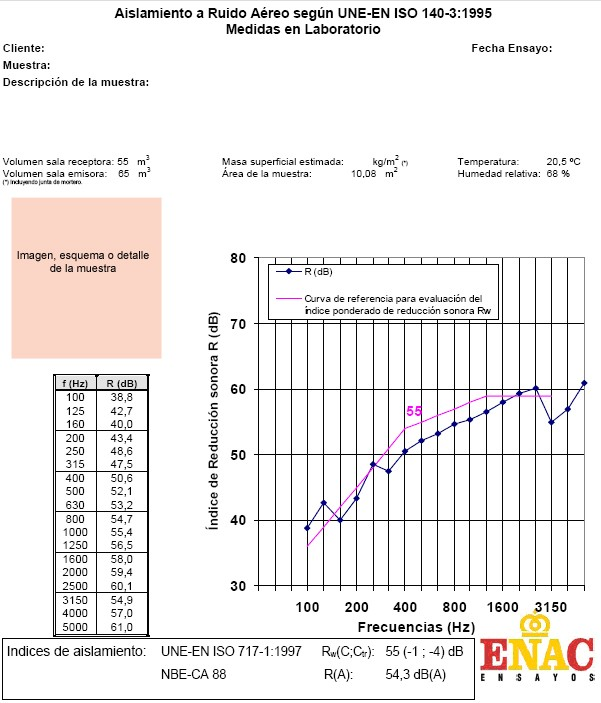 Aislamiento a Ruido Aéreo según UNE-EN ISO 140-3:1995
Medidas en Laboratorio
Cliente: Fecha Ensayo:
Muestra:
Descripción de la muestra:
Volumen sala receptora: 55 m3 Masa superficial estimada: kg/m2 (*) Temperatura: 20,5 ºC
Volumen sala emisora: 65 m3 Área de la muestra: 10,08 m2 Humedad relativa: 68 %
(*) Incluyendo junta de mortero.
Imagen, esquema o detalle
de la muestra
f (Hz) R (dB)
100 38,8
125 42,7
160 40,0
200 43,4
250 48,6
315 47,5
400 50,6
500 52,1
630 53,2
800 54,7
1000 55,4
1250 56,5
1600 58,0
2000 59,4
2500 60,1
3150 54,9
4000 57,0
5000 61,0
Índice de Reducción sonora R (dB)
80
70
60
50
40
30
R (dB)
Curva de referencia para evaluación del
índice ponderado de reducción sonora Rw
55
100 200 400 800 1600 3150
Frecuencias (Hz)
Indices de aislamiento: UNE-EN ISO 717-1:1997 Rw(C;Ctr): 55 (-1 ; -4) dB
NBE-CA 88 R(A): 54,3 dB(A)
ENAC
ENSAYOS